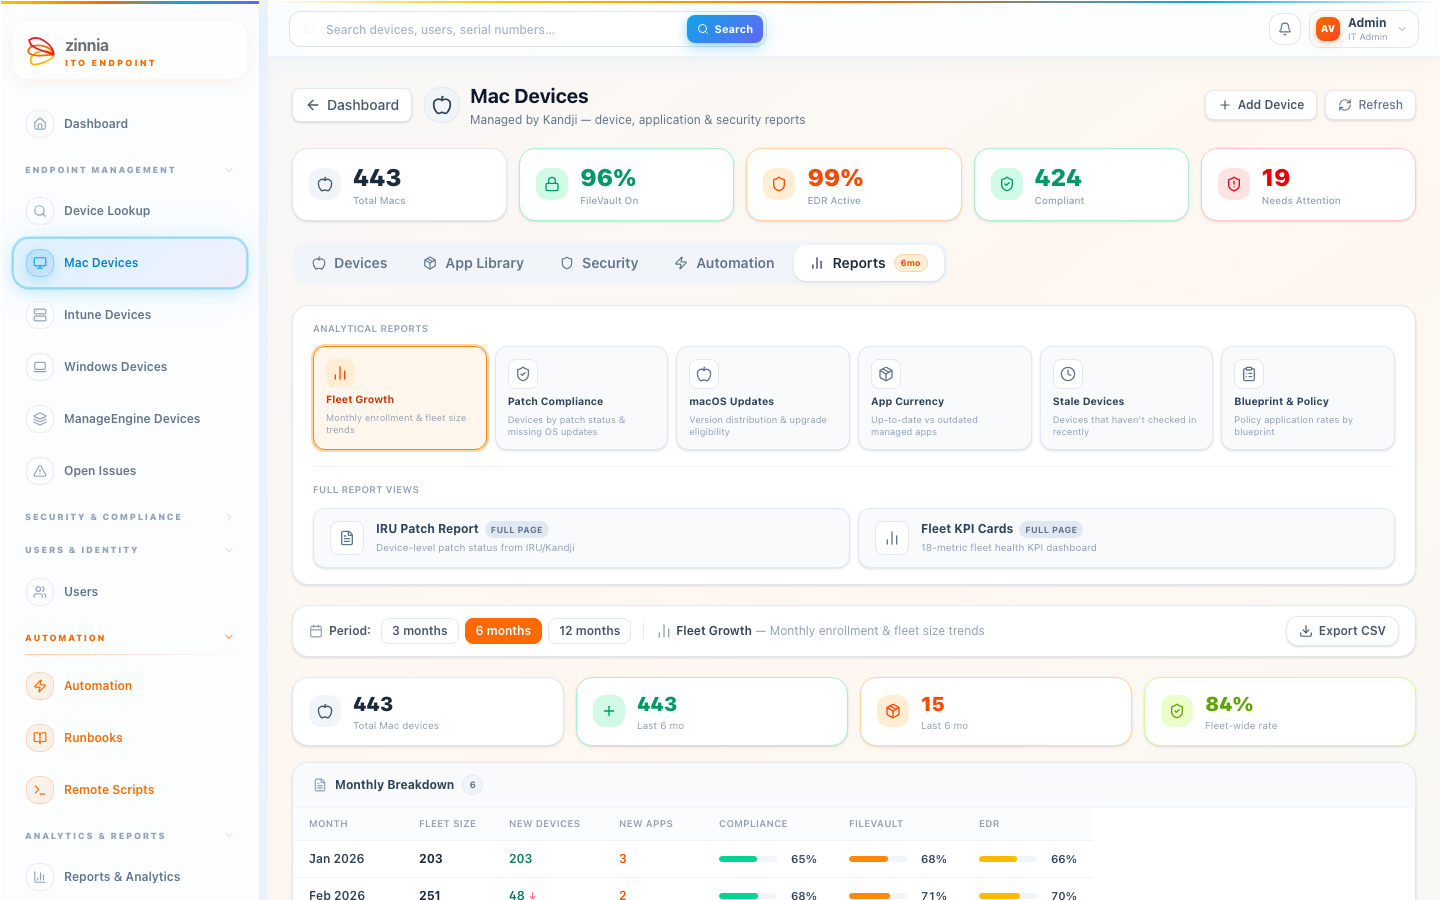 zinnia
ITO ENDPOINT
Search devices, users, serial numbers...
Search
AV
Admin
IT Admin
Dashboard
ENDPOINT MANAGEMENT
Device Lookup
Mac Devices
Intune Devices
Windows Devices
ManageEngine Devices
Open Issues
SECURITY & COMPLIANCE
USERS & IDENTITY
Users
AUTOMATION
Automation
Runbooks
Remote Scripts
ANALYTICS & REPORTS
Reports & Analytics
Dashboard
Mac Devices
Managed by Kandji — device, application & security reports
Add Device
Refresh
443
Total Macs
96%
FileVault On
99%
EDR Active
424
Compliant
19
Needs Attention
Devices
App Library
Security
Automation
Reports 6mo
ANALYTICAL REPORTS
Fleet Growth
Monthly enrollment & fleet size
trends
Patch Compliance
Devices by patch status &
missing OS updates
macOS Updates
Version distribution & upgrade
eligibility
App Currency
Up-to-date vs outdated
managed apps
Stale Devices
Devices that haven't checked in
recently
Blueprint & Policy
Policy application rates by
blueprint
FULL REPORT VIEWS
IRU Patch Report FULL PAGE
Device-level patch status from IRU/Kandji
Fleet KPI Cards FULL PAGE
18-metric fleet health KPI dashboard
Period: 3 months 6 months 12 months Fleet Growth — Monthly enrollment & fleet size trends
Export CSV
443
Total Mac devices
443
Last 6 mo
15
Last 6 mo
84%
Fleet-wide rate
Monthly Breakdown 6
MONTH FLEET SIZE NEW DEVICES NEW APPS COMPLIANCE FILEVAULT EDR
Jan 2026 203 203 3 65% 68% 66%
Feb 2026 251 48 ↓ 2 68% 71% 70%